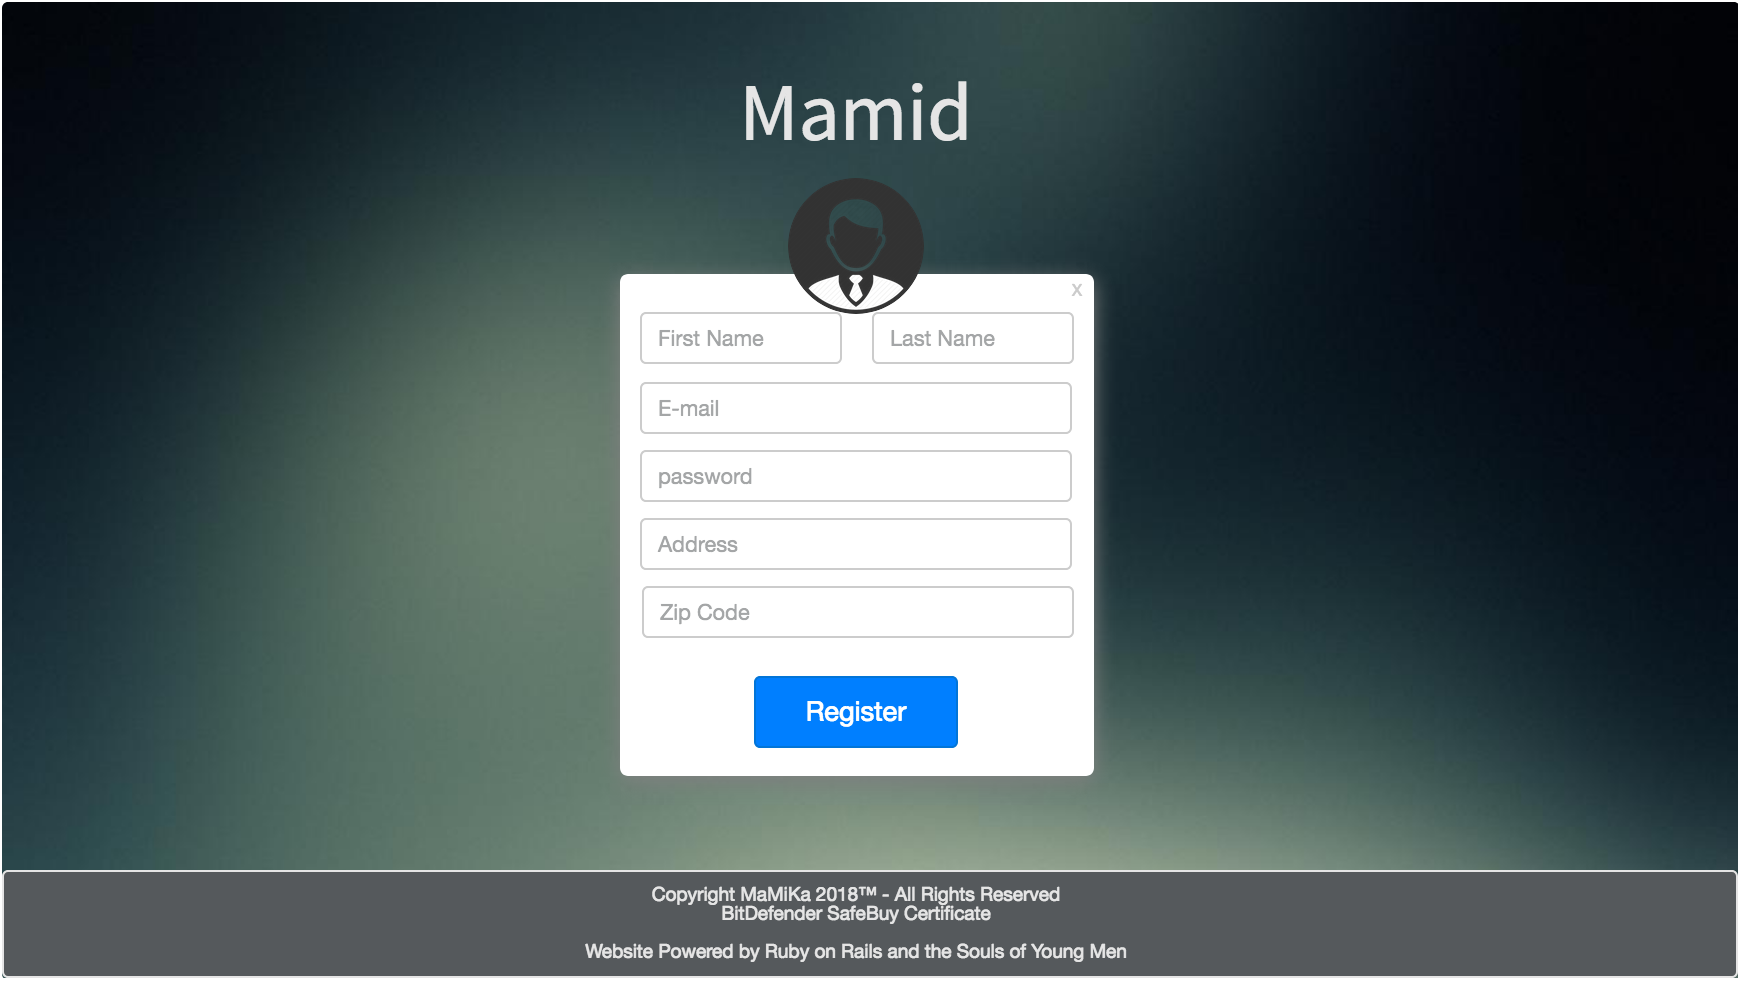 Mamid
x
First Name
Last Name
E-mail
password
Address
Zip Code
Register
Copyright MaMiKa 2018™ - All Rights Reserved
BitDefender SafeBuy Certificate
Website Powered by Ruby on Rails and the Souls of Young Men